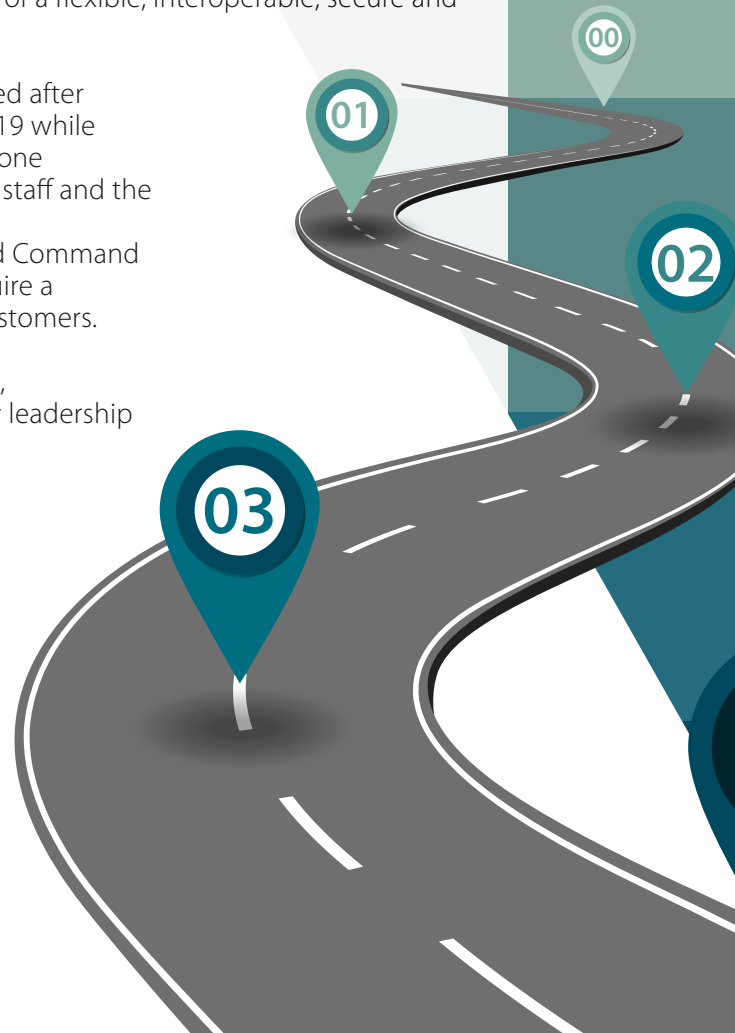 of a flexible, interoperable, secure and
00
ed after
01
19 while
one
staff and the
d Command
02
uire a
stomers.
,
leadership
03